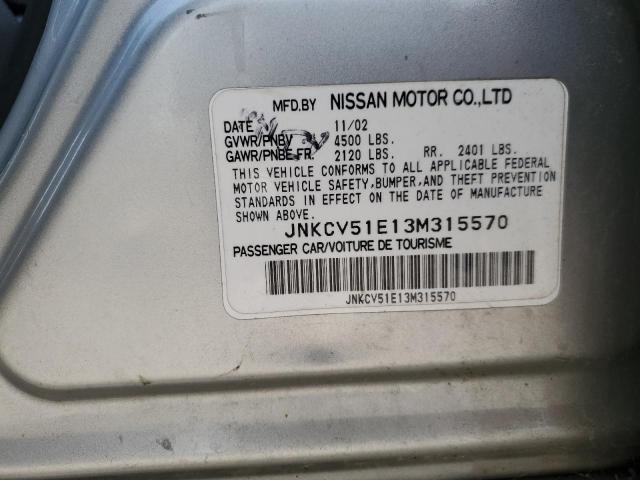 MFD.BY NISSAN MOTOR CO.,LTD
DATE 11/02
GVWR/PNBV 4500 LBS.
GAWR/PNBE.FR. 2120 LBS. RR. 2401 LBS.
THIS VEHICLE CONFORMS TO ALL APPLICABLE FEDERAL
MOTOR VEHICLE SAFETY, BUMPER, AND THEFT PREVENTION
STANDARDS IN EFFECT ON THE DATE OF MANUFACTURE
SHOWN ABOVE.
JNKCV51E13M315570
PASSENGER CAR/VOITURE DE TOURISME
JNKCV51E13M315570